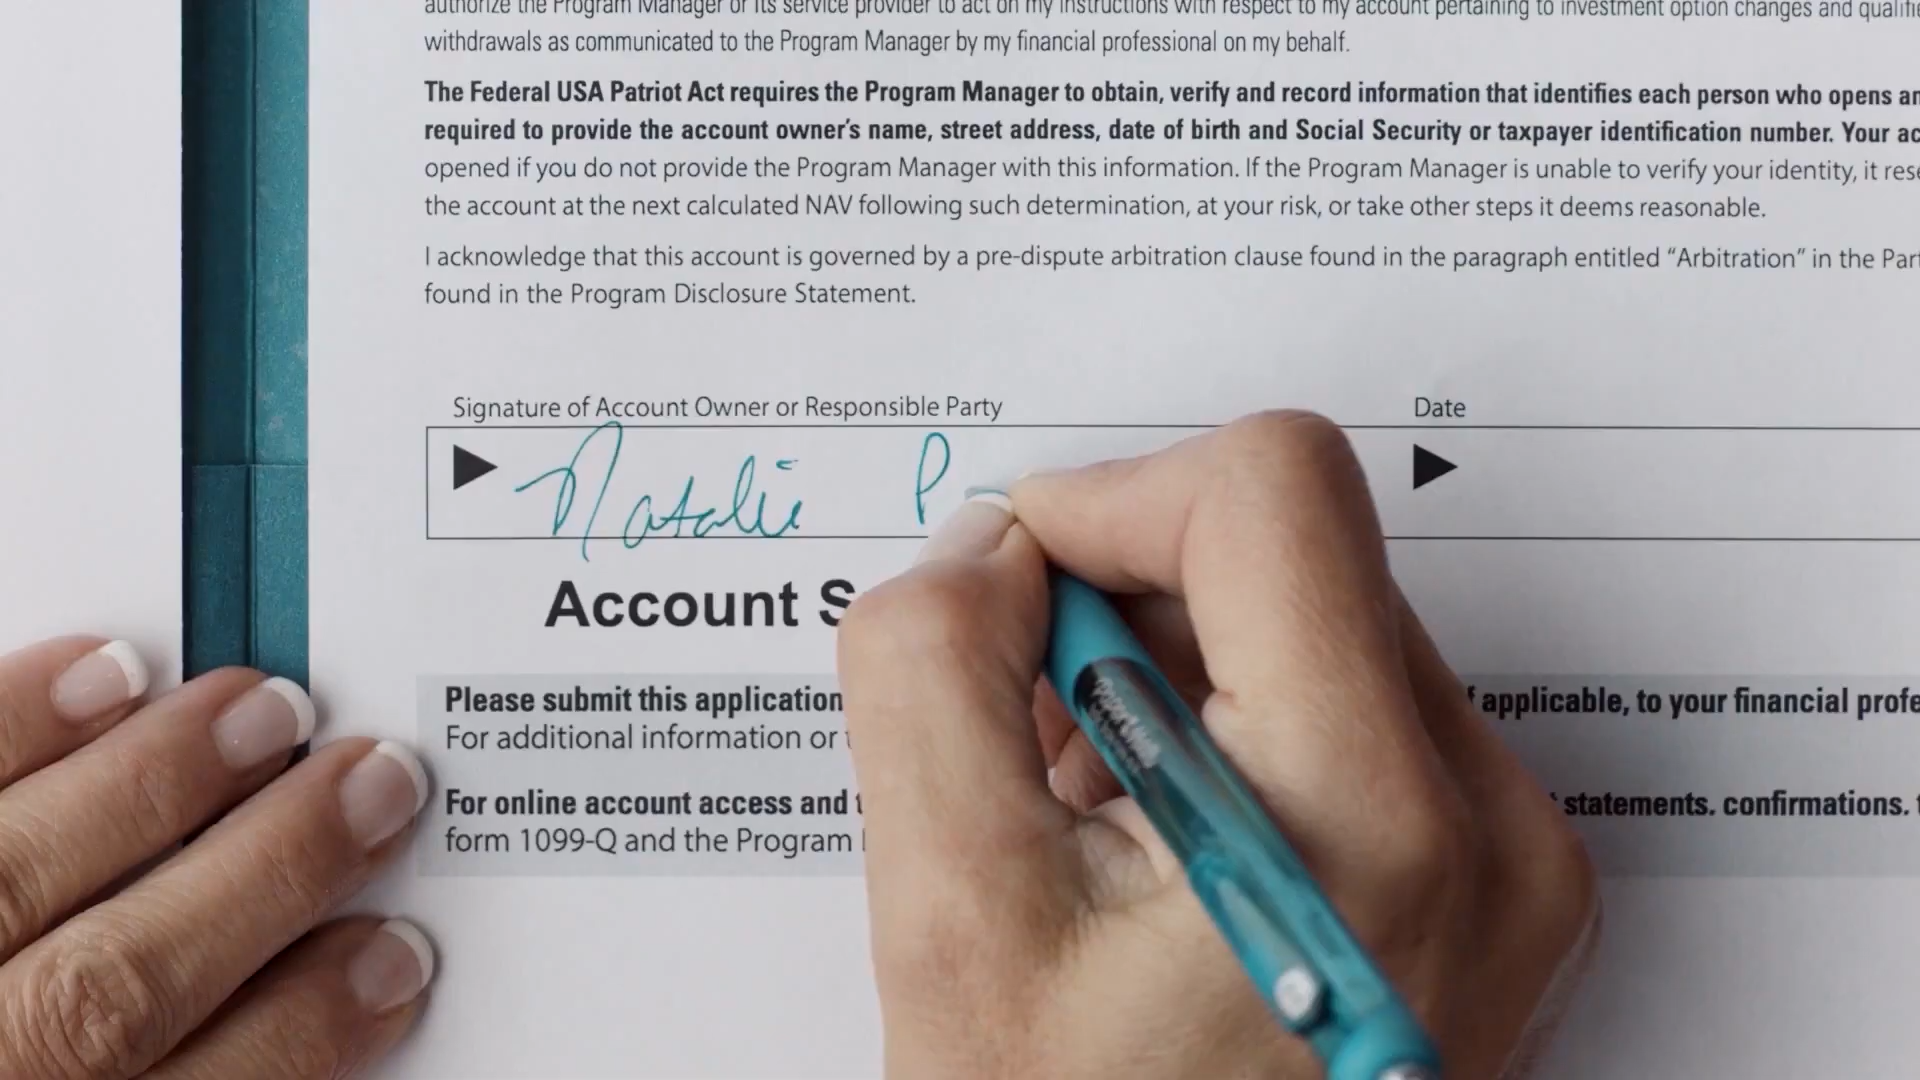 authorize the Program Manager or its service provider to act on my instructions with respect to my account pertaining to investment option changes and qualifie
withdrawals as communicated to the Program Manager by my financial professional on my behalf.
The Federal USA Patriot Act requires the Program Manager to obtain, verify and record information that identifies each person who opens an
required to provide the account owner's name, street address, date of birth and Social Security or taxpayer identification number. Your ac
opened if you do not provide the Program Manager with this information. If the Program Manager is unable to verify your identity, it rese
the account at the next calculated NAV following such determination, at your risk, or take other steps it deems reasonable.
I acknowledge that this account is governed by a pre-dispute arbitration clause found in the paragraph entitled “Arbitration” in the Part
found in the Program Disclosure Statement.
Signature of Account Owner or Responsible Party Date
Natalie P
Account S
Please submit this application applicable, to your financial profe
For additional information or
For online account access and statements, confirmations,
form 1099-Q and the Program